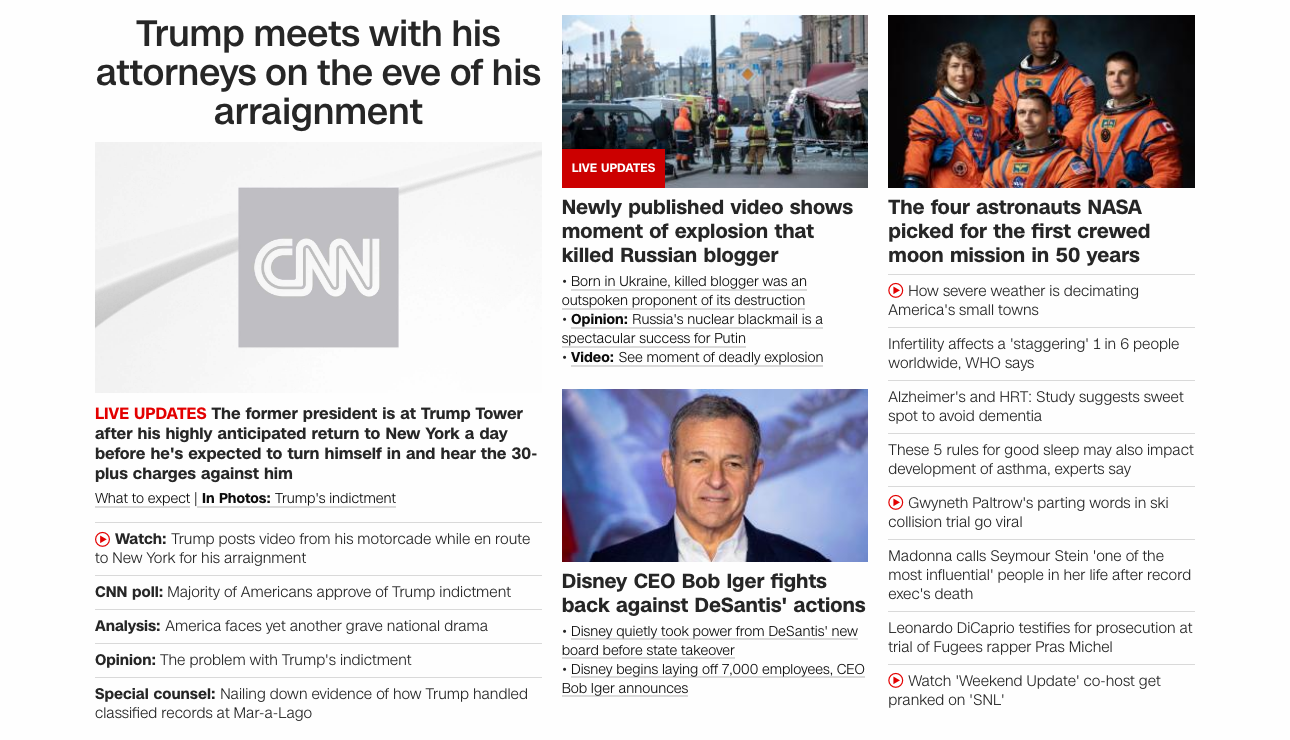 Trump meets with his
attorneys on the eve of his
arraignment
CNN
LIVE UPDATES The former president is at Trump Tower
after his highly anticipated return to New York a day
before he's expected to turn himself in and hear the 30-
plus charges against him
What to expect | In Photos: Trump's indictment
Watch: Trump posts video from his motorcade while en route
to New York for his arraignment
CNN poll: Majority of Americans approve of Trump indictment
Analysis: America faces yet another grave national drama
Opinion: The problem with Trump's indictment
Special counsel: Nailing down evidence of how Trump handled
classified records at Mar-a-Lago
LIVE UPDATES
Newly published video shows
moment of explosion that
killed Russian blogger
• Born in Ukraine, killed blogger was an
outspoken proponent of its destruction
• Opinion: Russia's nuclear blackmail is a
spectacular success for Putin
• Video: See moment of deadly explosion
Disney CEO Bob Iger fights
back against DeSantis' actions
• Disney quietly took power from DeSantis' new
board before state takeover
• Disney begins laying off 7,000 employees, CEO
Bob Iger announces
The four astronauts NASA
picked for the first crewed
moon mission in 50 years
How severe weather is decimating
America's small towns
Infertility affects a 'staggering' 1 in 6 people
worldwide, WHO says
Alzheimer's and HRT: Study suggests sweet
spot to avoid dementia
These 5 rules for good sleep may also impact
development of asthma, experts say
Gwyneth Paltrow's parting words in ski
collision trial go viral
Madonna calls Seymour Stein 'one of the
most influential' people in her life after record
exec's death
Leonardo DiCaprio testifies for prosecution at
trial of Fugees rapper Pras Michel
Watch 'Weekend Update' co-host get
pranked on 'SNL'